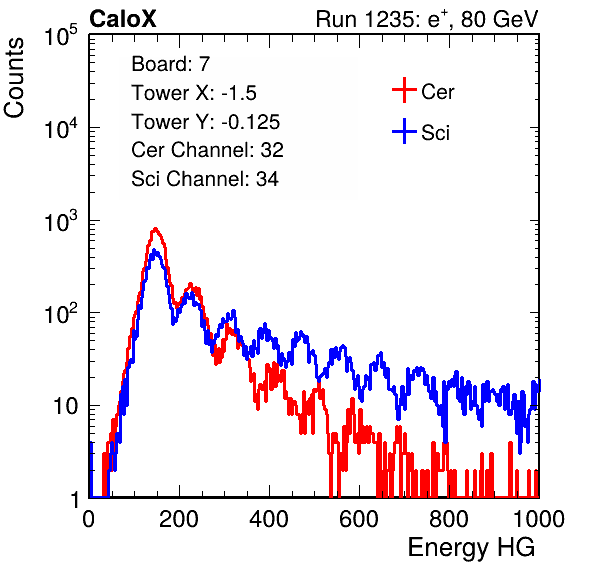 CaloX
Run 1235: e+, 80 GeV
Counts
Board: 7
Tower X: -1.5
Tower Y: -0.125
Cer Channel: 32
Sci Channel: 34
Cer
Sci
10^5
10^4
10^3
10^2
10
1
0 200 400 600 800 1000
Energy HG